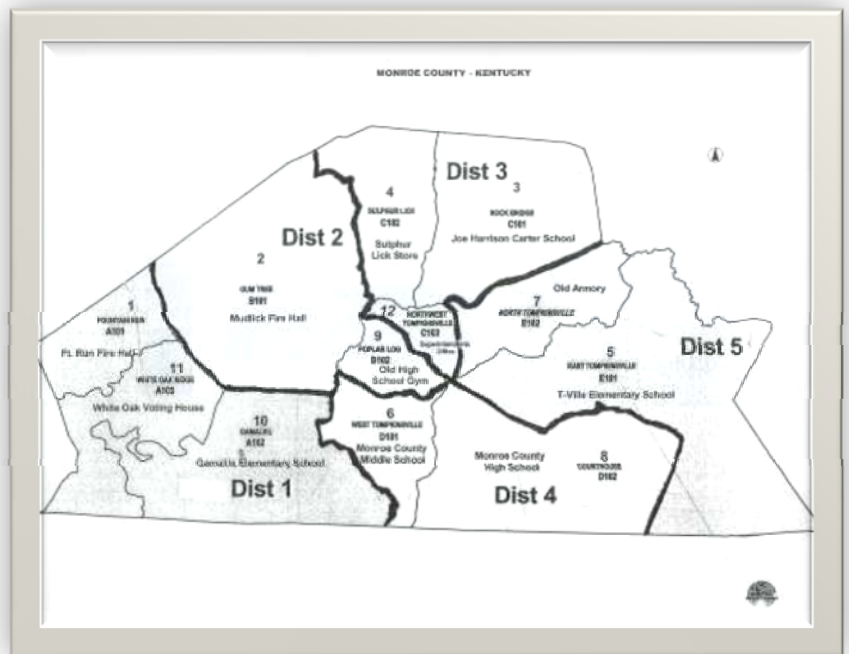 MONROE COUNTY - KENTUCKY
Dist 3
3
ROCK BRIDGE
C101
Joe Harrison Carter School
4
SULPHUR LICK
C102
Sulphur
Lick Store
Dist 2
2
GUM TREE
B101
Mudlick Fire Hall
1
FOUNTAIN RUN
A101
Ft. Run Fire Hall
11
WHITE OAK RIDGE
A103
White Oak Voting House
12
NORTHWEST
TOMPKINSVILLE
C103
Superintendents
Office
9
POPLAR LOG
B102
Old High
School Gym
Old Armory
7
NORTH TOMPKINSVILLE
E102
5
EAST TOMPKINSVILLE
E101
T-Ville Elementary School
Dist 5
10
GAMALIEL
A102
Gamalia Elementary School
Dist 1
6
WEST TOMPKINSVILLE
D101
Monroe County
Middle School
Monroe County
High School
8
COURTHOUSE
D102
Dist 4